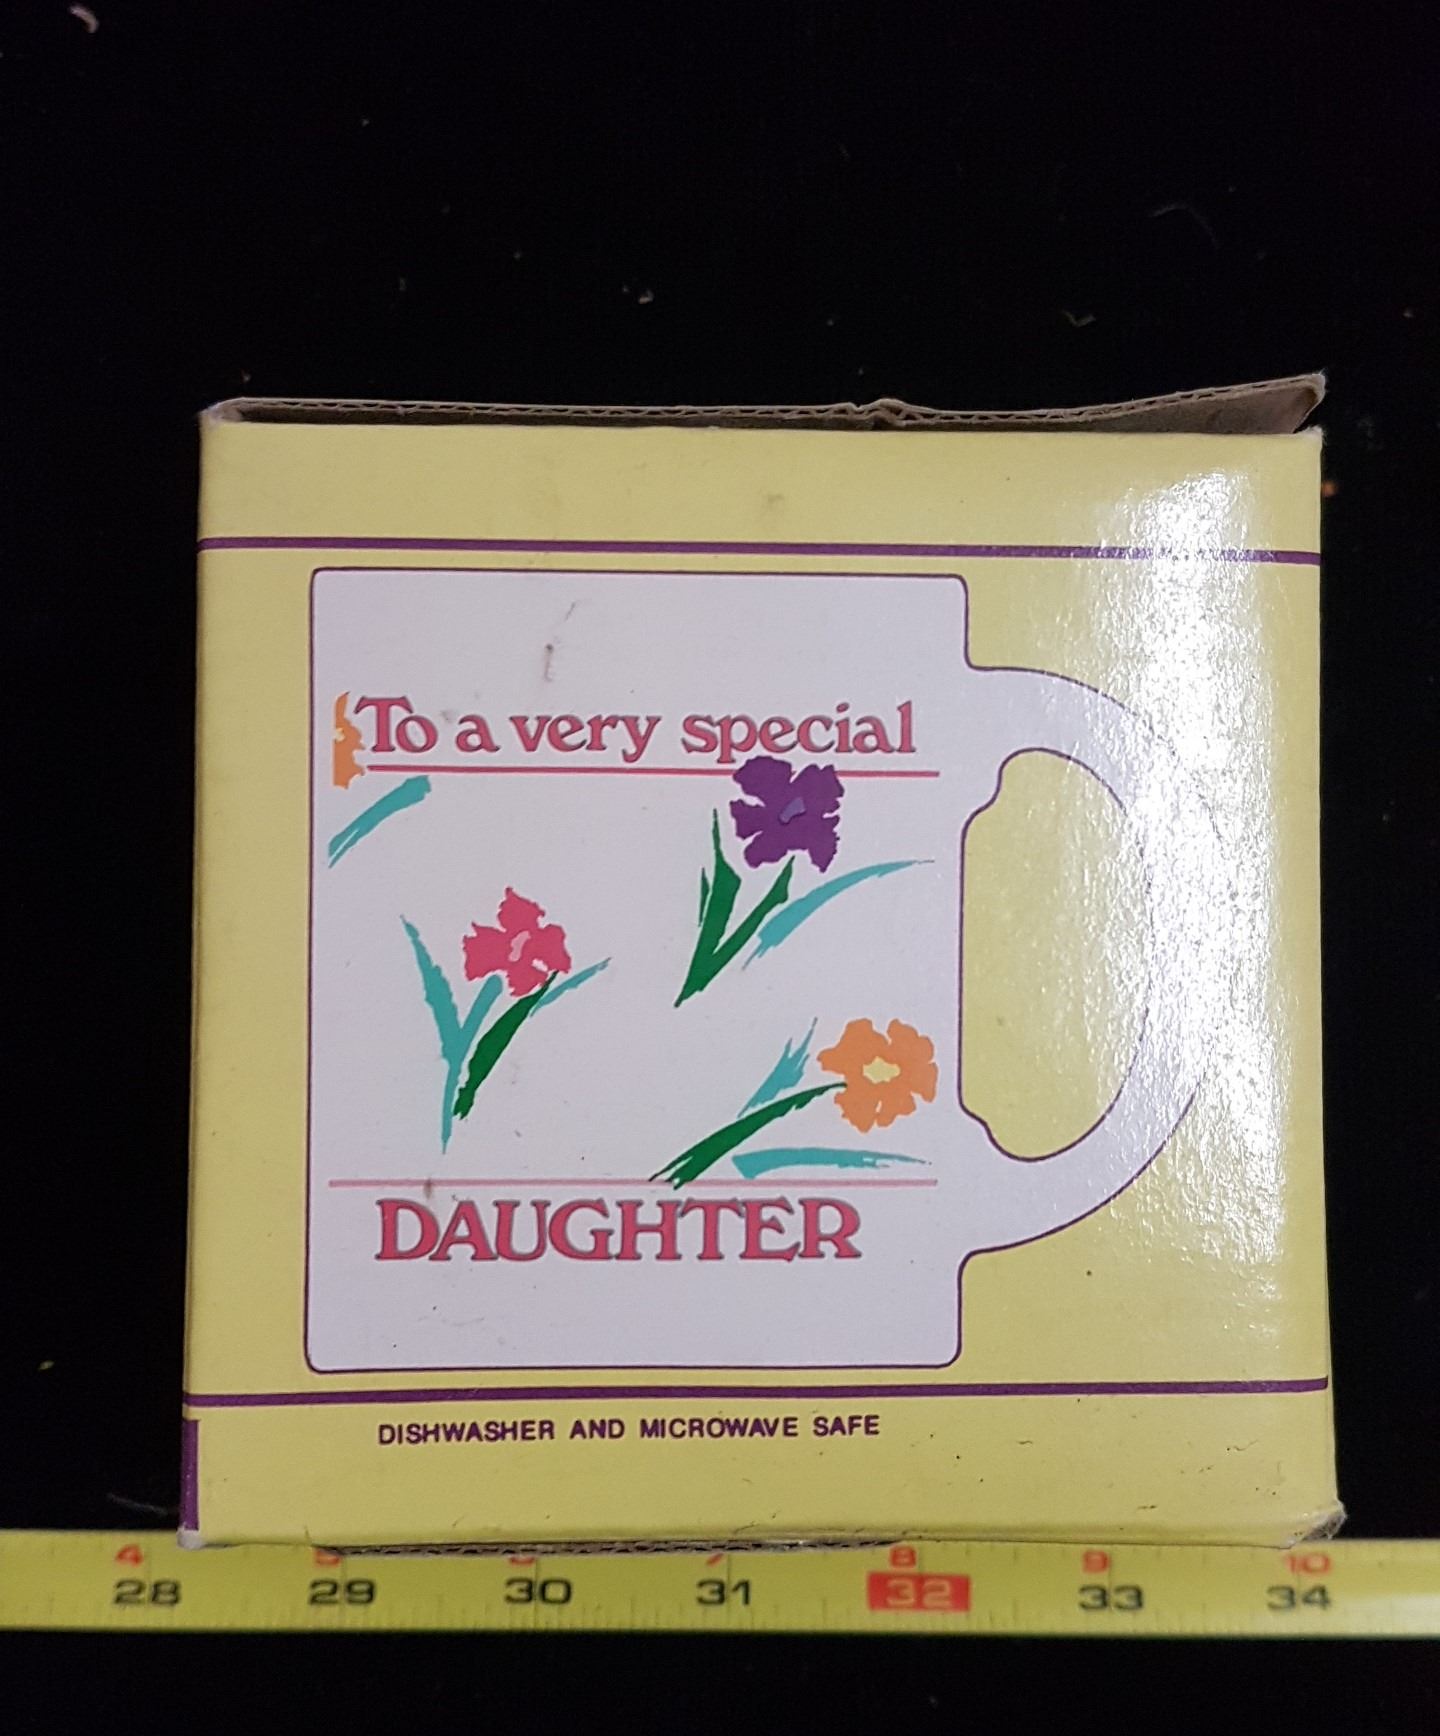 To a very special
DAUGHTER
DISHWASHER AND MICROWAVE SAFE
4 5 6 7 8 9 10
28 29 30 31 32 33 34